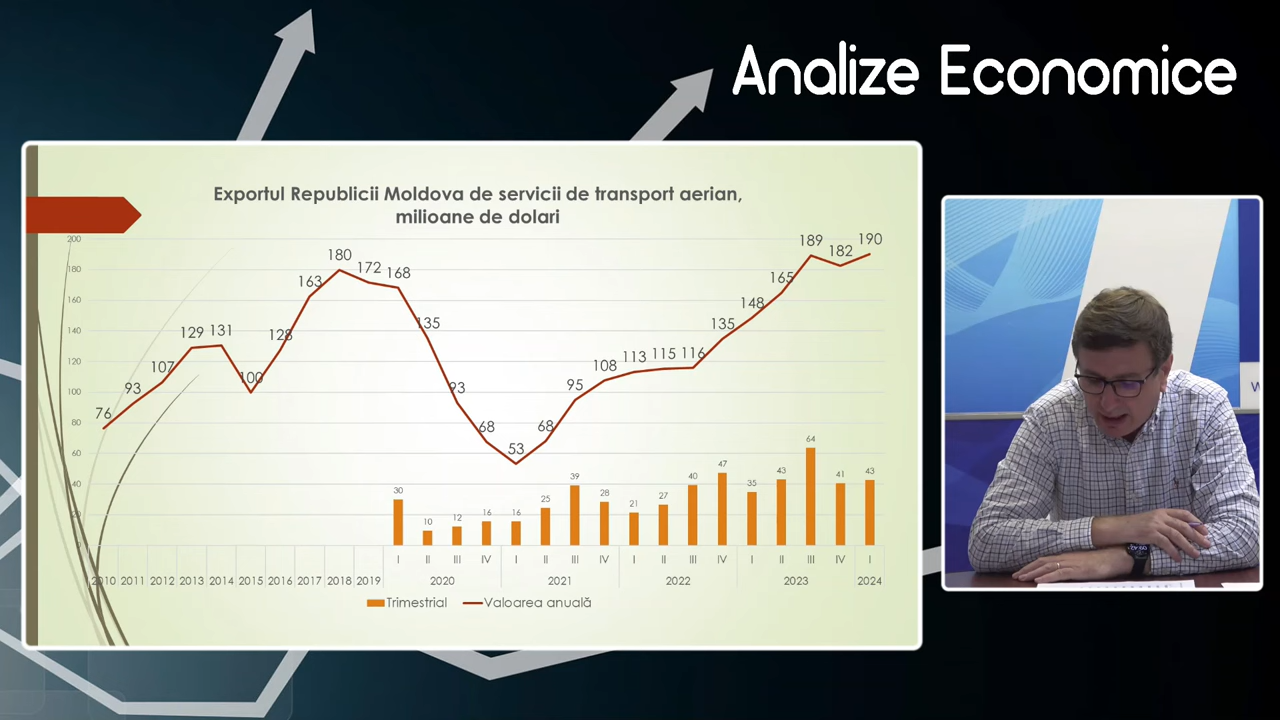 Analize Economice
Exportul Republicii Moldova de servicii de transport aerian,
milioane de dolari
200
180
160
140
120
100
80
60
40
76 93 107 129 131 100 128 163 180 172 168 135 93 68 53 68 95 108 113 115 116 135 148 165 189 182 190
30 10 12 16 16 25 39 28 21 27 40 47 35 43 64 41 43
I II III IV I II III IV I II III IV I II III IV I
2010 2011 2012 2013 2014 2015 2016 2017 2018 2019 2020 2021 2022 2023 2024
Trimestrial Valoarea anuală
W